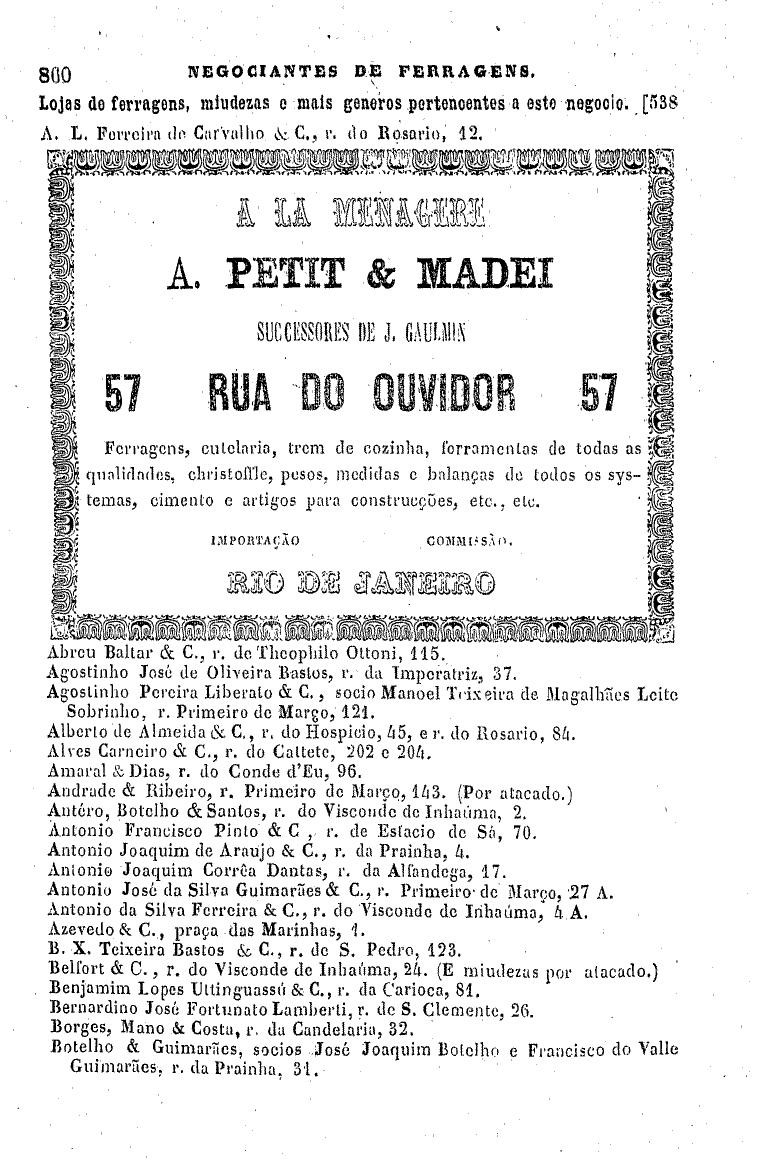 800 NEGOCIANTES DE FERRAGENS.
Lojas de ferragens, miudezas e mais generos pertencentes a este negocio. [538
A. L. Ferreira de Carvalho & C., r. do Rosario, 12.
A LA MENAGERE
A. PETIT & MADEI
SUCCESSORES DE J. GAULMIN
57 RUA DO OUVIDOR 57
Ferragens, cutelaria, trem de cozinha, ferramentas de todas as
qualidades, christoffle, pesos, medidas e balanças de todos os sys-
temas, cimento e artigos para construcções, etc., etc.
IMPORTAÇÃO COMMISSÃO.
RIO DE JANEIRO
Abreu Baltar & C., r. de Theophilo Ottoni, 115.
Agostinho José de Oliveira Bastos, r. da Imperatriz, 37.
Agostinho Pereira Liberato & C., socio Manoel Teixeira de Magalhães Leite
Sobrinho, r. Primeiro de Março, 121.
Alberto de Almeida & C., r. do Hospicio, 45, e r. do Rosario, 84.
Alves Carneiro & C., r. do Cattete, 202 e 204.
Amaral & Dias, r. do Conde d'Eu, 96.
Andrade & Ribeiro, r. Primeiro de Março, 143. (Por atacado.)
Antéro, Botelho & Santos, r. do Visconde de Inhaúma, 2.
Antonio Francisco Pinto & C., r. de Estacio de Sá, 70.
Antonio Joaquim de Araujo & C., r. da Prainha, 4.
Antonio Joaquim Corrêa Dantas, r. da Alfandega, 17.
Antonio José da Silva Guimarães & C., r. Primeiro de Março, 27 A.
Antonio da Silva Ferreira & C., r. do Visconde de Inhaúma, 4 A.
Azevedo & C., praça das Marinhas, 1.
B. X. Teixeira Bastos & C., r. de S. Pedro, 123.
Belfort & C., r. do Visconde de Inhaúma, 24. (E miudezas por atacado.)
Benjamim Lopes Uttinguassú & C., r. da Carioca, 81.
Bernardino José Fortunato Lamberti, r. de S. Clemente, 26.
Borges, Mano & Costa, r. da Candelaria, 32.
Botelho & Guimarães, socios José Joaquim Botelho e Francisco do Valle
Guimarães, r. da Prainha, 31.